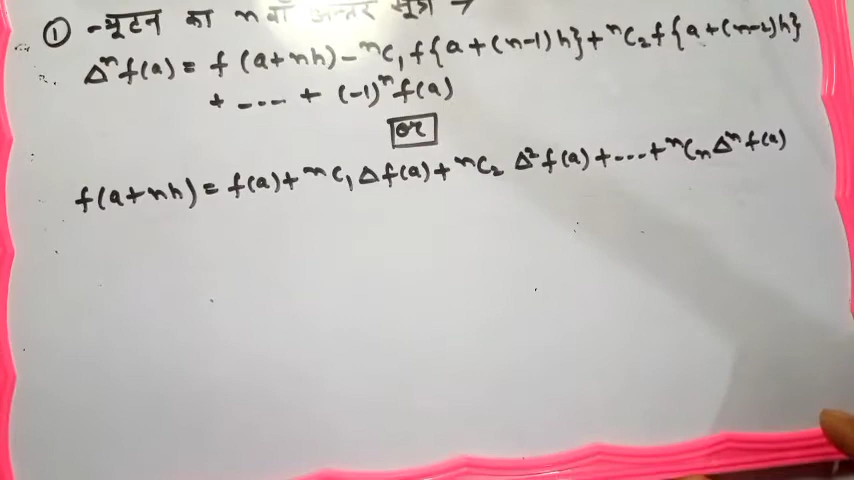 ① न्यूटन का n वाँ अन्तर सूत्र →
Δⁿf(a) = f(a+nh) - ⁿC₁ f{a+(n-1)h} + ⁿC₂ f{a+(n-2)h}
+ ---- + (-1)ⁿf(a)
or
f(a+nh) = f(a) + ⁿC₁ Δf(a) + ⁿC₂ Δ²f(a) + ... + ⁿCₙ Δⁿf(a)